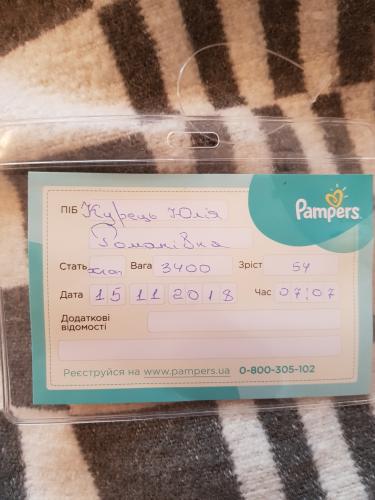 Pampers
ПІБ Курець Юлія
Романівна
Стать хлоп Вага 3400 Зріст 54
Дата 15 11 2018 Час 07:07
Додаткові
відомості
Реєструйся на www.pampers.ua 0-800-305-102